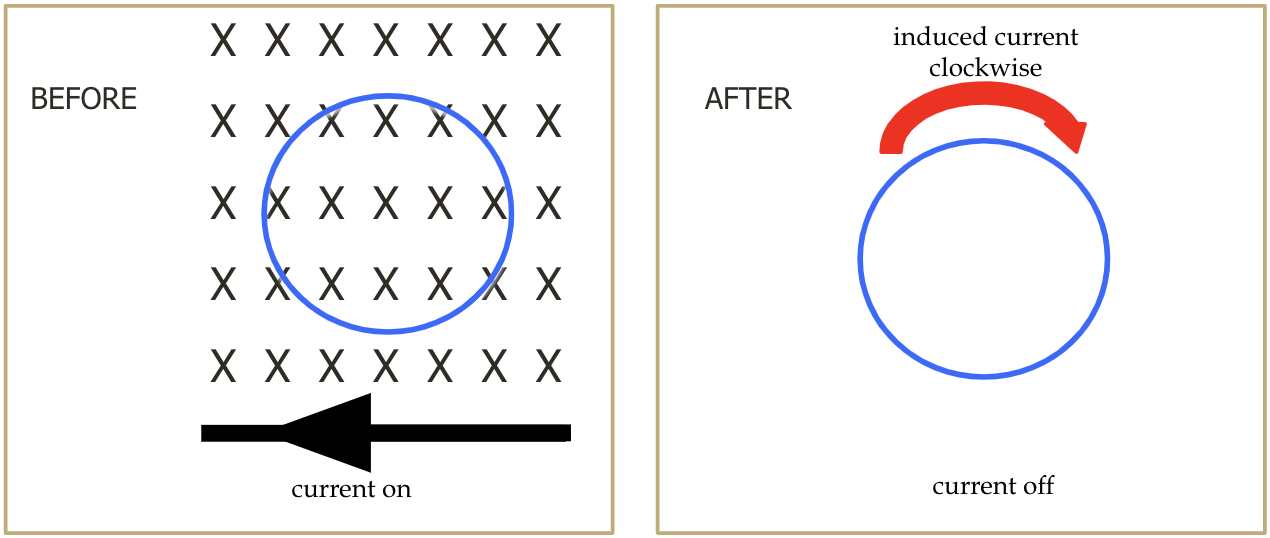 X X X X X X X
BEFORE
X X X X X X X
X X X X X X X
X X X X X X X
X X X X X X X
current on
induced current
clockwise
AFTER
current off